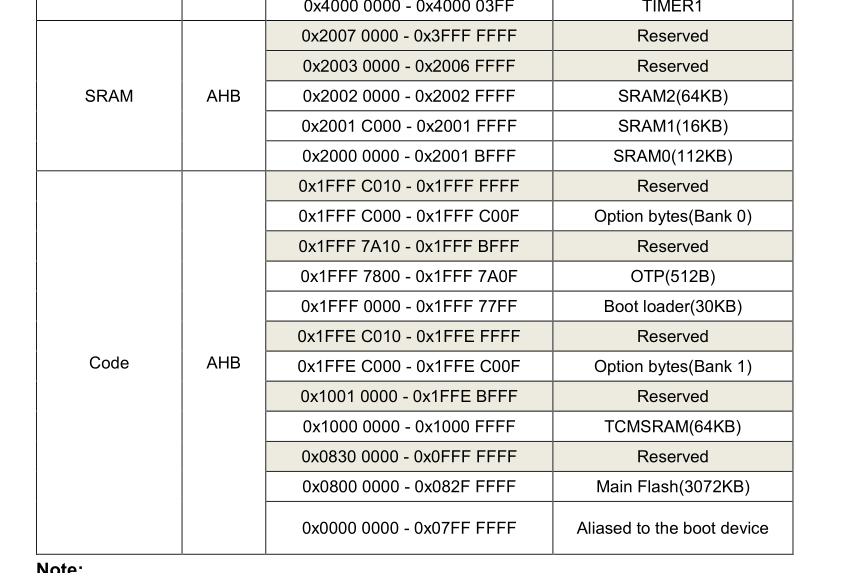 0x4000 0000 - 0x4000 03FF TIMER1
0x2007 0000 - 0x3FFF FFFF Reserved
0x2003 0000 - 0x2006 FFFF Reserved
SRAM AHB 0x2002 0000 - 0x2002 FFFF SRAM2(64KB)
0x2001 C000 - 0x2001 FFFF SRAM1(16KB)
0x2000 0000 - 0x2001 BFFF SRAM0(112KB)
0x1FFF C010 - 0x1FFF FFFF Reserved
0x1FFF C000 - 0x1FFF C00F Option bytes(Bank 0)
0x1FFF 7A10 - 0x1FFF BFFF Reserved
0x1FFF 7800 - 0x1FFF 7A0F OTP(512B)
0x1FFF 0000 - 0x1FFF 77FF Boot loader(30KB)
0x1FFE C010 - 0x1FFE FFFF Reserved
Code AHB 0x1FFE C000 - 0x1FFE C00F Option bytes(Bank 1)
0x1001 0000 - 0x1FFE BFFF Reserved
0x1000 0000 - 0x1000 FFFF TCMSRAM(64KB)
0x0830 0000 - 0x0FFF FFFF Reserved
0x0800 0000 - 0x082F FFFF Main Flash(3072KB)
0x0000 0000 - 0x07FF FFFF Aliased to the boot device
Note: